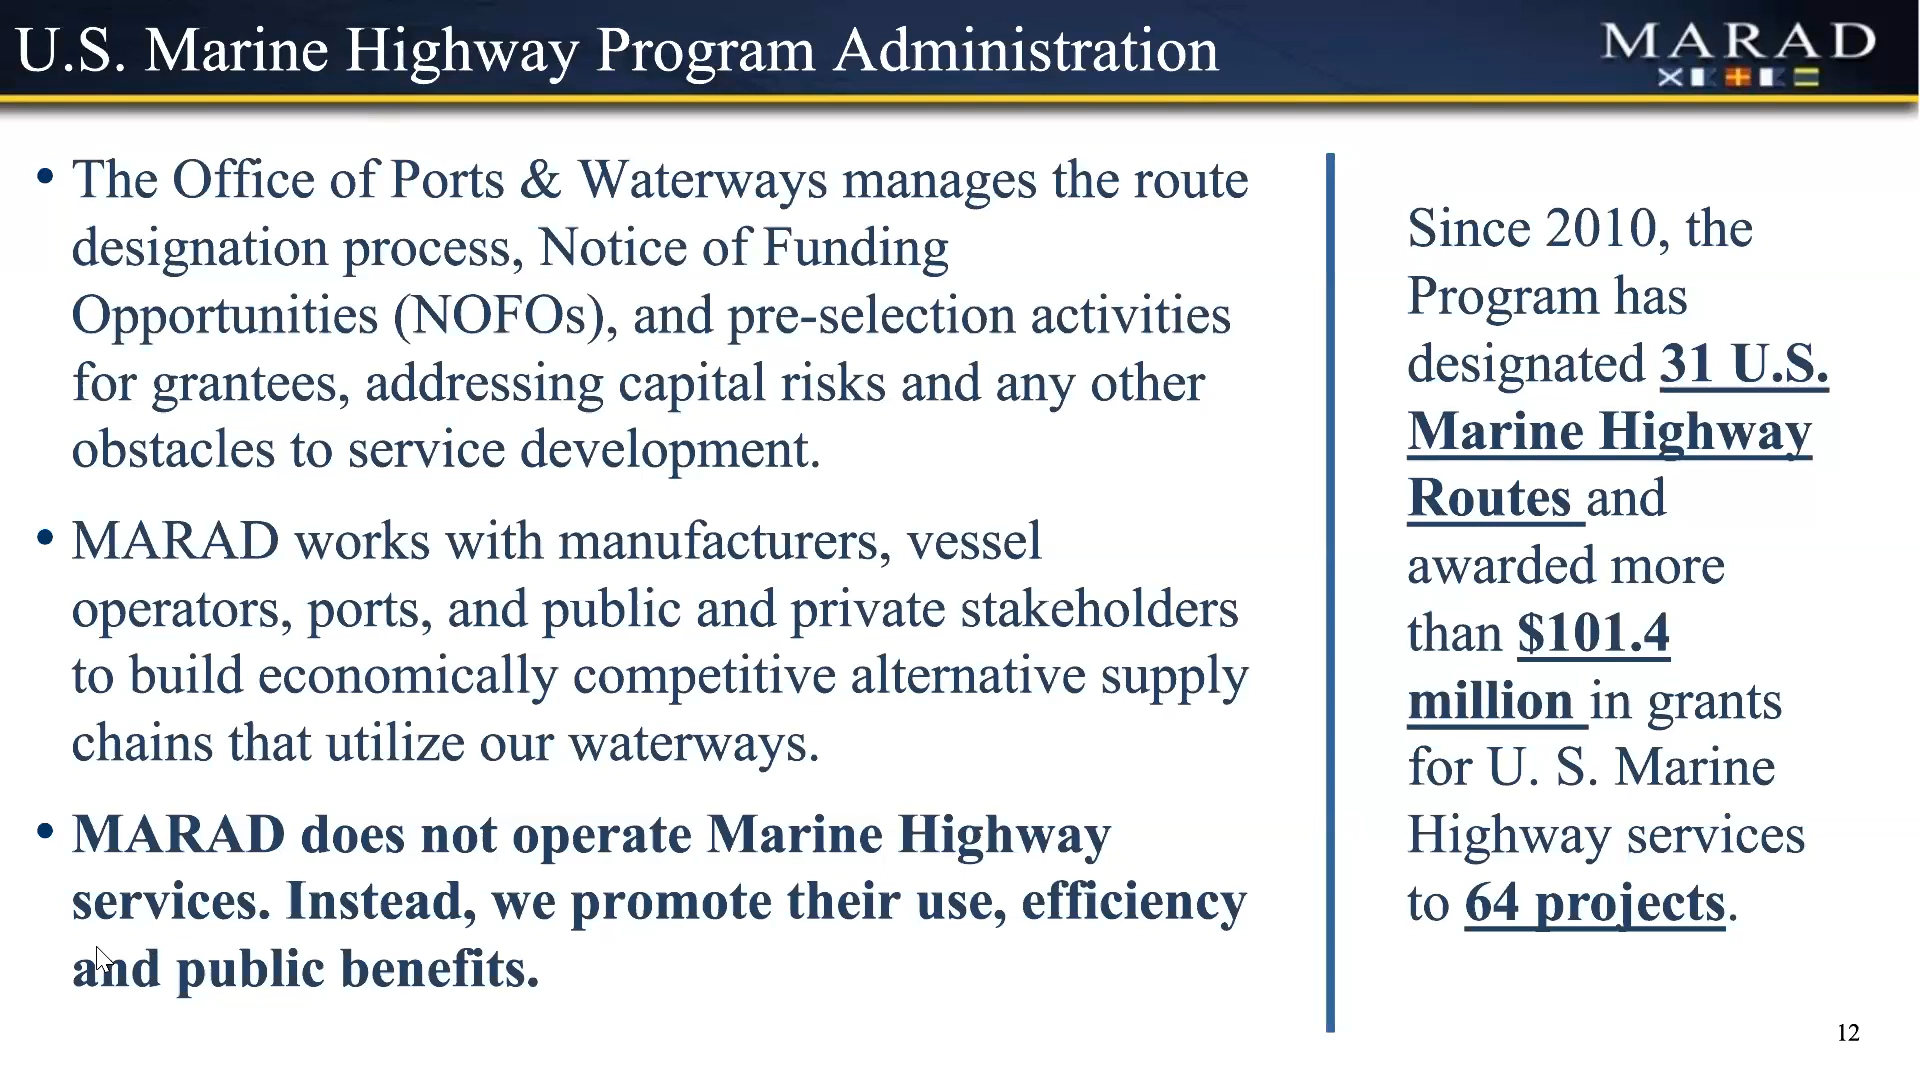 U.S. Marine Highway Program Administration
MARAD
• The Office of Ports & Waterways manages the route
designation process, Notice of Funding
Opportunities (NOFOs), and pre-selection activities
for grantees, addressing capital risks and any other
obstacles to service development.
• MARAD works with manufacturers, vessel
operators, ports, and public and private stakeholders
to build economically competitive alternative supply
chains that utilize our waterways.
• MARAD does not operate Marine Highway
services. Instead, we promote their use, efficiency
and public benefits.
Since 2010, the
Program has
designated 31 U.S.
Marine Highway
Routes and
awarded more
than $101.4
million in grants
for U. S. Marine
Highway services
to 64 projects.
12